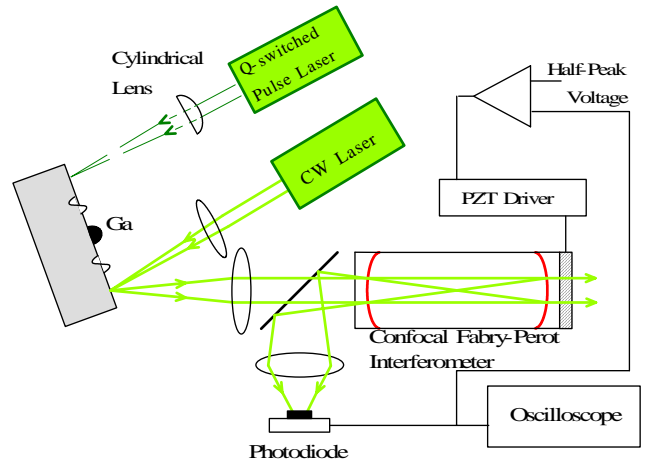 Cylindrical
Lens
Q-switched
Pulse Laser
Half-Peak
Voltage
CW Laser
PZT Driver
Ga
Confocal Fabry-Perot
Interferometer
Oscilloscope
Photodiode